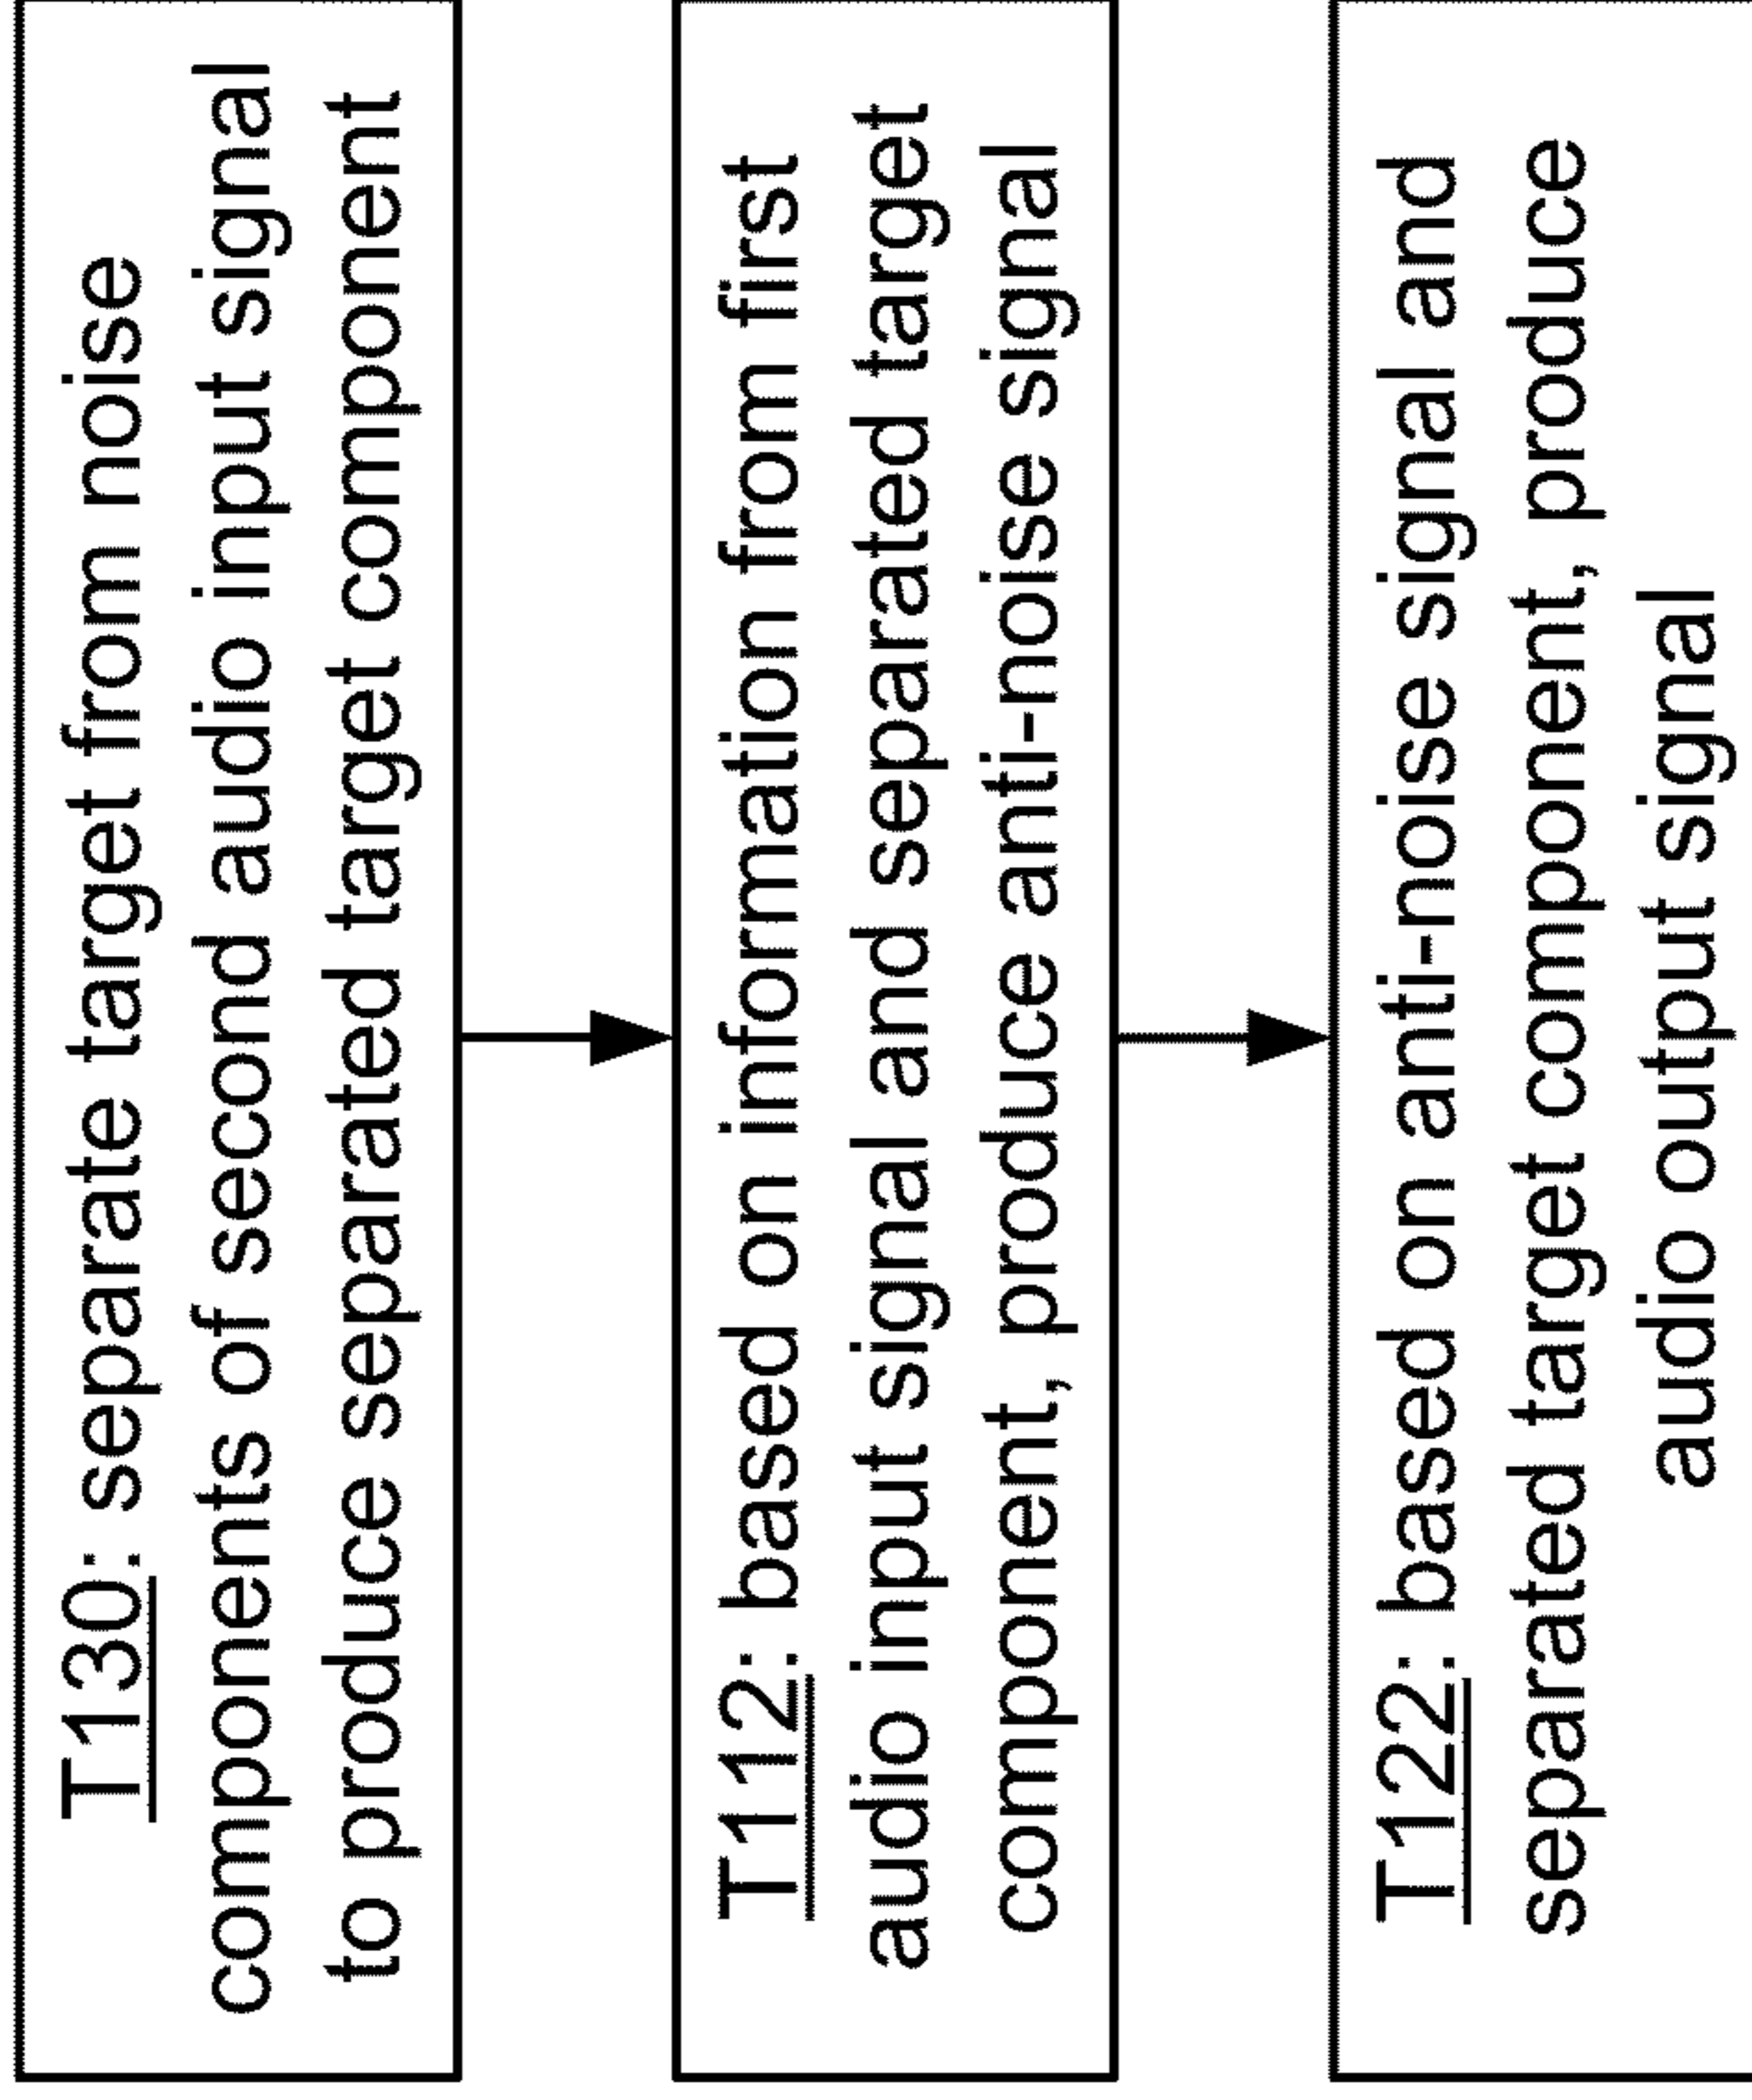 T130: separate target from noise
components of second audio input signal
to produce separated target component
T112: based on information from first
audio input signal and separated target
component, produce anti-noise signal
T122: based on anti-noise signal and
separated target component, produce
audio output signal